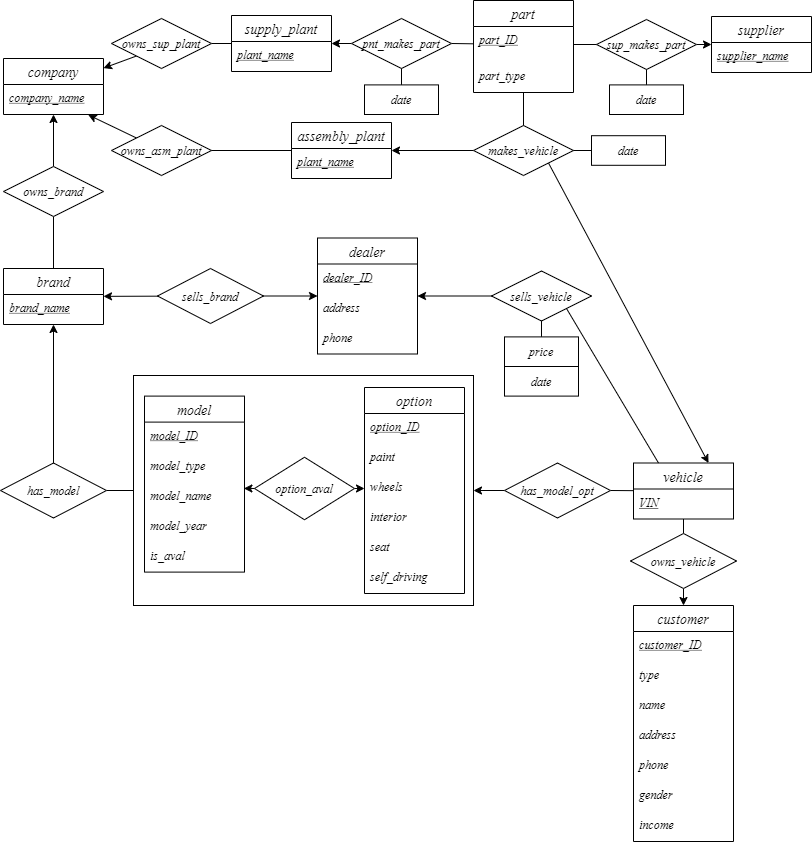 part
part_ID
part_type
supply_plant
plant_name
owns_sup_plant
pnt_makes_part
date
sup_makes_part
date
supplier
supplier_name
company
company_name
owns_asm_plant
assembly_plant
plant_name
makes_vehicle
date
owns_brand
brand
brand_name
sells_brand
dealer
dealer_ID
address
phone
sells_vehicle
price
date
has_model
model
model_ID
model_type
model_name
model_year
is_aval
option_aval
option
option_ID
paint
wheels
interior
seat
self_driving
has_model_opt
vehicle
VIN
owns_vehicle
customer
customer_ID
type
name
address
phone
gender
income